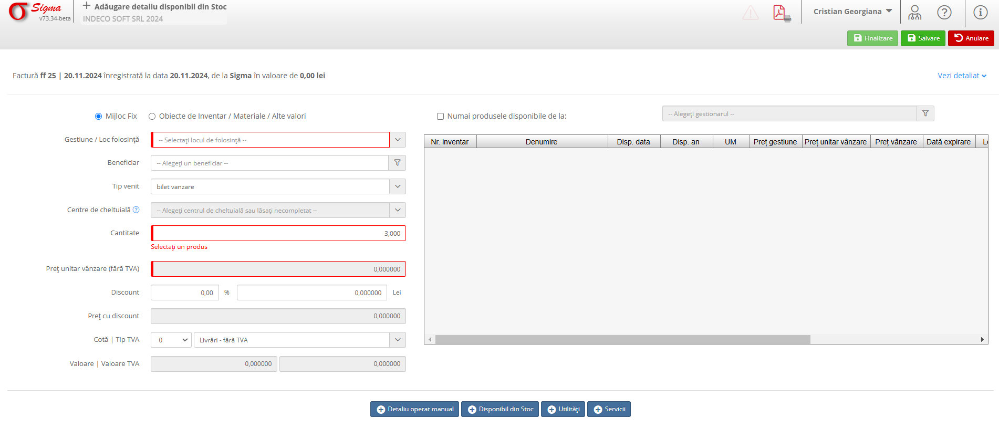 Sigma
v73.34-beta
Adăugare detaliu disponibil din Stoc
INDECO SOFT SRL 2024
Cristian Georgiana
Finalizare
Salvare
Anulare
Factură ff 25 | 20.11.2024 înregistrată la data 20.11.2024, de la Sigma în valoare de 0,00 lei
Vezi detaliat
Mijloc Fix
Obiecte de Inventar / Materiale / Alte valori
Numai produsele disponibile de la:
-- Alegeți gestionarul --
Gestiune / Loc folosință
-- Selectați locul de folosință --
Beneficiar
-- Alegeți un beneficiar --
Tip venit
bilet vanzare
Centre de cheltuială
-- Alegeți centrul de cheltuială sau lăsați necompletat --
Cantitate
3,000
Selectați un produs
Preț unitar vânzare (fără TVA)
0,000000
Discount
0,00
%
0,000000
Lei
Preț cu discount
0,000000
Cotă | Tip TVA
0
Livrări - fără TVA
Valoare | Valoare TVA
0,000000
0,000000
Nr. inventar
Denumire
Disp. data
Disp. an
UM
Preț gestiune
Preț unitar vânzare
Preț vânzare
Dată expirare
Detaliu operat manual
Disponibil din Stoc
Utilități
Servicii